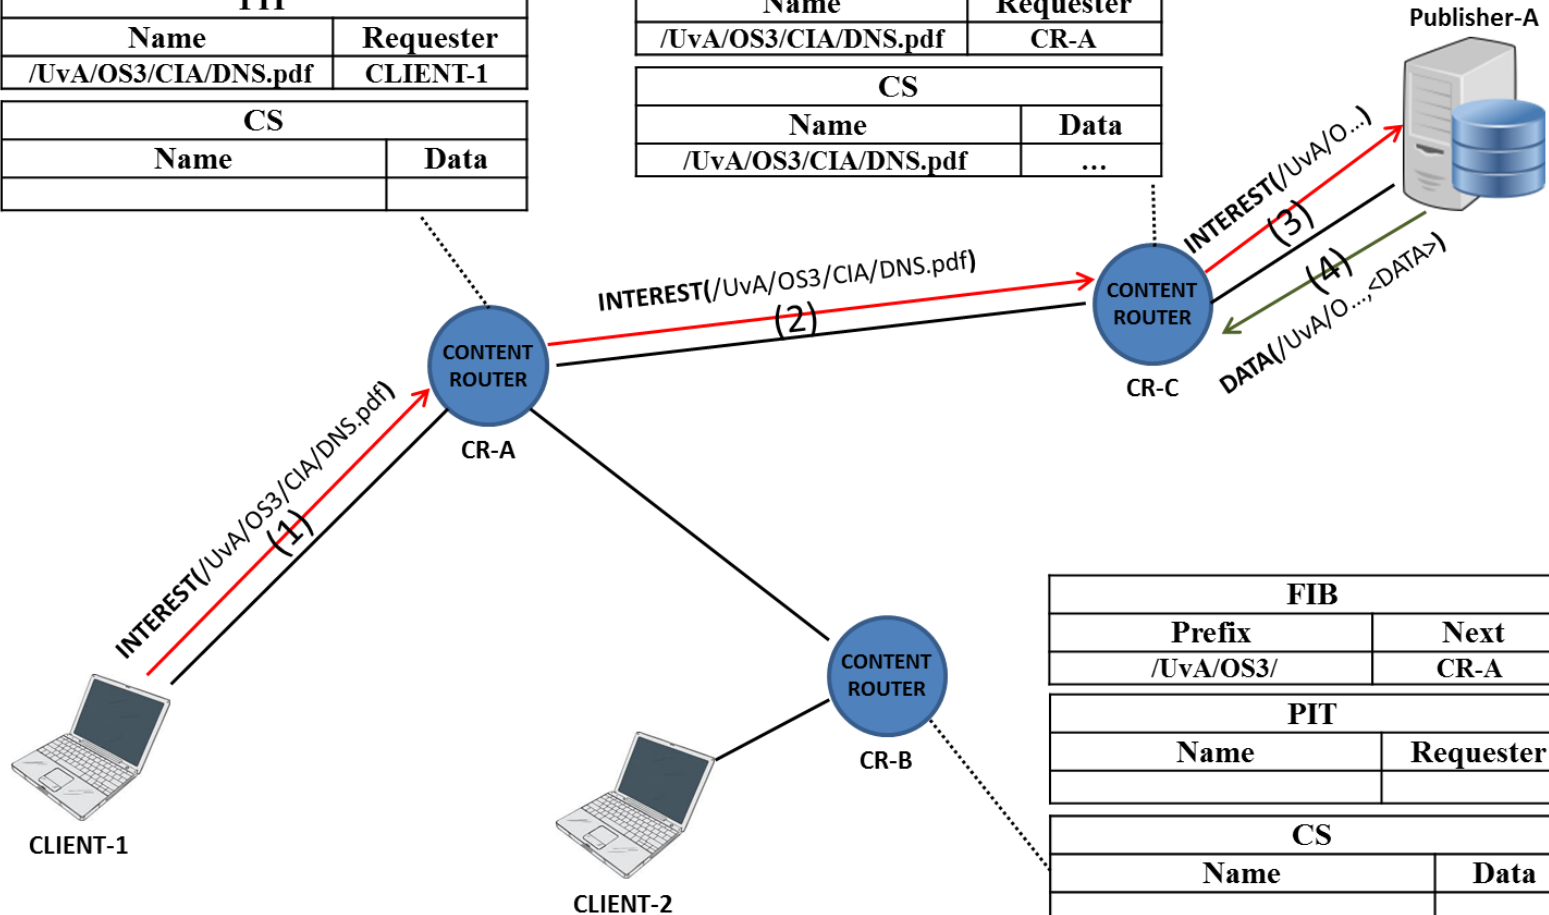 PIT
Name Requester
/UvA/OS3/CIA/DNS.pdf CLIENT-1
CS
Name Data
Name Requester
/UvA/OS3/CIA/DNS.pdf CR-A
CS
Name Data
/UvA/OS3/CIA/DNS.pdf ...
Publisher-A
INTEREST(/UvA/O...)
(3)
(4)
DATA(/UvA/O...,<DATA>)
INTEREST(/UvA/OS3/CIA/DNS.pdf)
(2)
CONTENT
ROUTER
CR-C
CONTENT
ROUTER
CR-A
INTEREST(/UvA/OS3/CIA/DNS.pdf)
(1)
CONTENT
ROUTER
CR-B
CLIENT-1
CLIENT-2
FIB
Prefix Next
/UvA/OS3/ CR-A
PIT
Name Requester
CS
Name Data